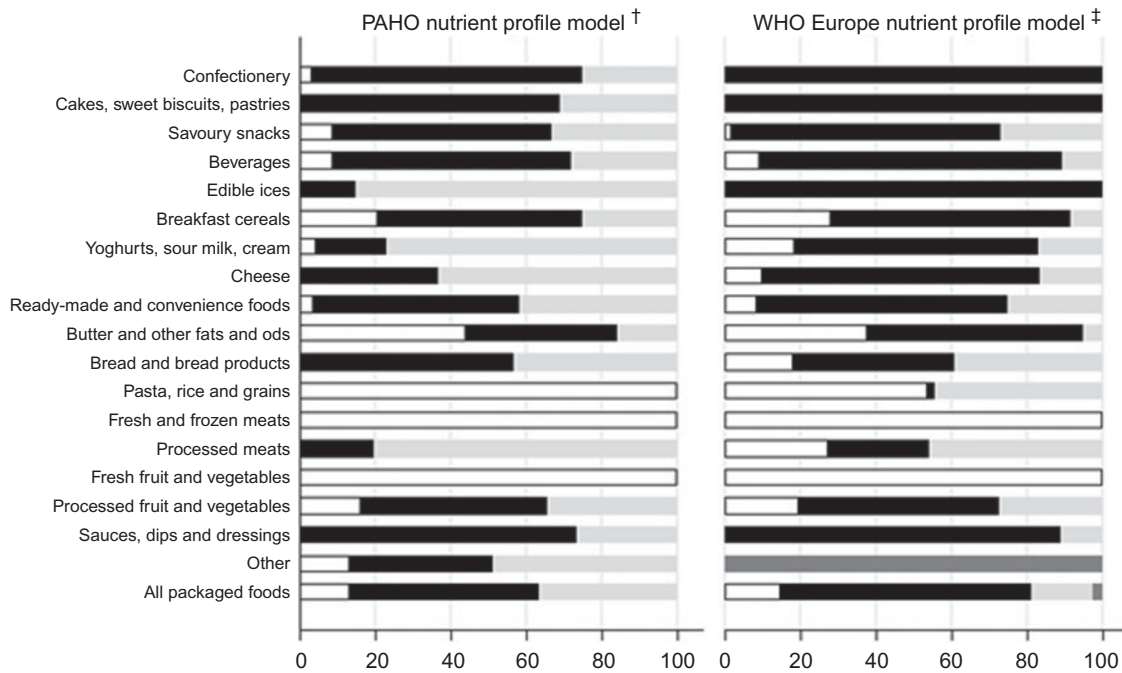 PAHO nutrient profile model †
WHO Europe nutrient profile model ‡
Confectionery
Cakes, sweet biscuits, pastries
Savoury snacks
Beverages
Edible ices
Breakfast cereals
Yoghurts, sour milk, cream
Cheese
Ready-made and convenience foods
Butter and other fats and ods
Bread and bread products
Pasta, rice and grains
Fresh and frozen meats
Processed meats
Fresh fruit and vegetables
Processed fruit and vegetables
Sauces, dips and dressings
Other
All packaged foods
0 20 40 60 80 100
0 20 40 60 80 100